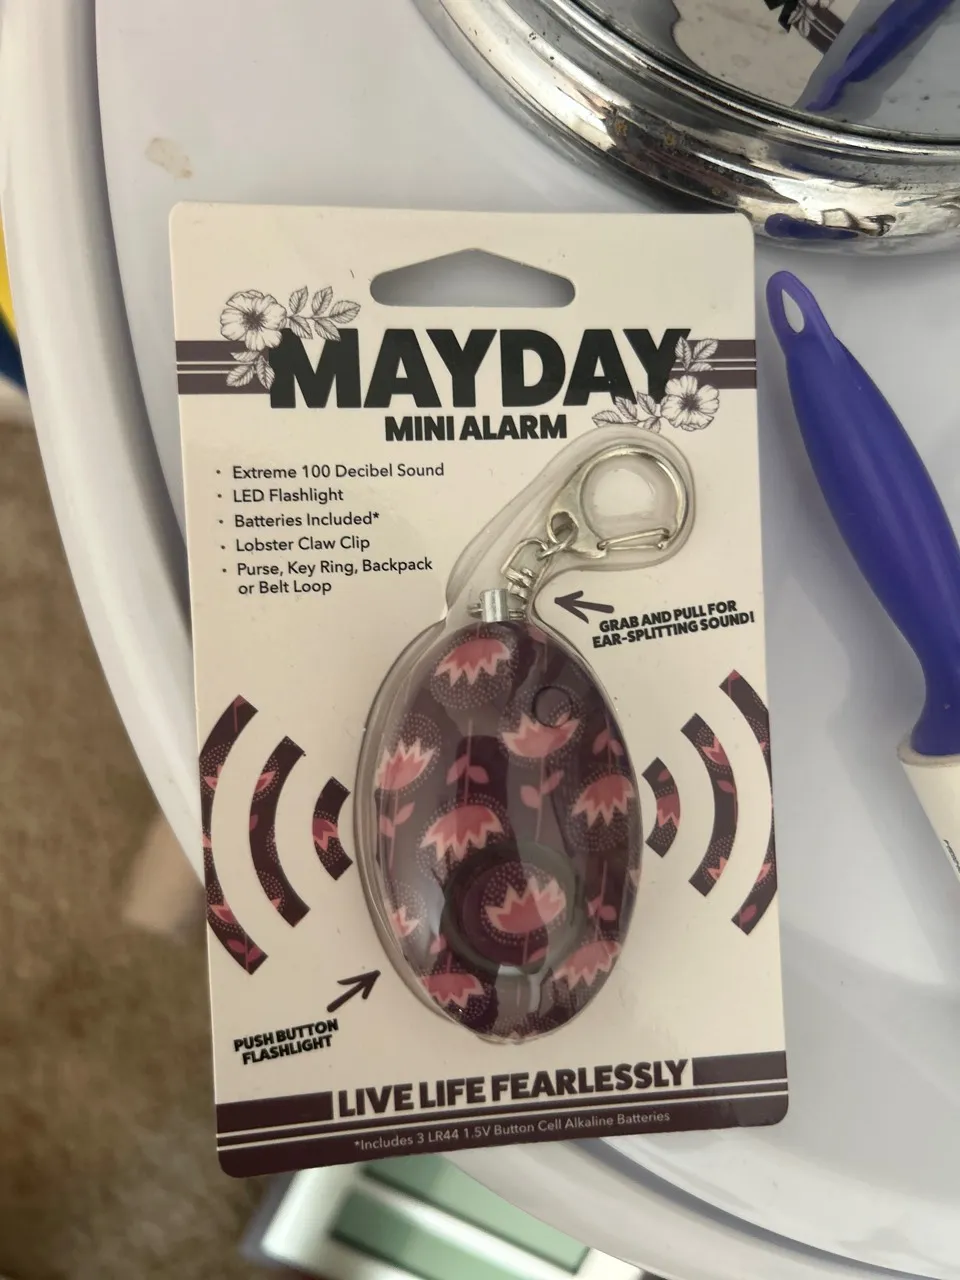 MAYDAY
MINI ALARM
• Extreme 100 Decibel Sound
• LED Flashlight
• Batteries Included*
• Lobster Claw Clip
• Purse, Key Ring, Backpack
or Belt Loop
GRAB AND PULL FOR
EAR-SPLITTING SOUND!
PUSH BUTTON
FLASHLIGHT
LIVE LIFE FEARLESSLY
*Includes 3 LR44 1.5V Button Cell Alkaline Batteries